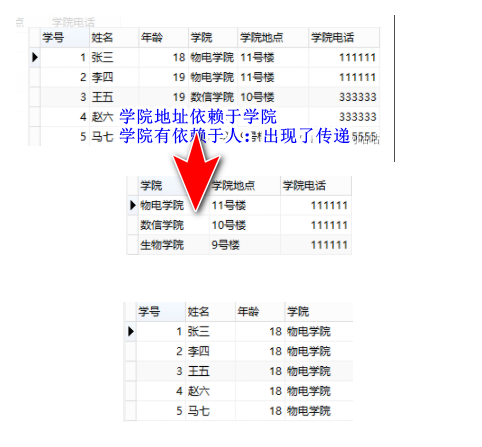 学院电话
学号 姓名 年龄 学院 学院地点 学院电话
1 张三 18 物电学院 11号楼 111111
2 李四 19 物电学院 11号楼 111111
3 王五 19 数信学院 10号楼 333333
4 赵六 学院地址依赖于学院 333333
5 马七 学院有依赖于人:出现了传递 5555
学院 学院地点 学院电话
物电学院 11号楼 111111
数信学院 10号楼 111111
生物学院 9号楼 111111
学号 姓名 年龄 学院
1 张三 18 物电学院
2 李四 18 物电学院
3 王五 18 物电学院
4 赵六 18 物电学院
5 马七 18 物电学院